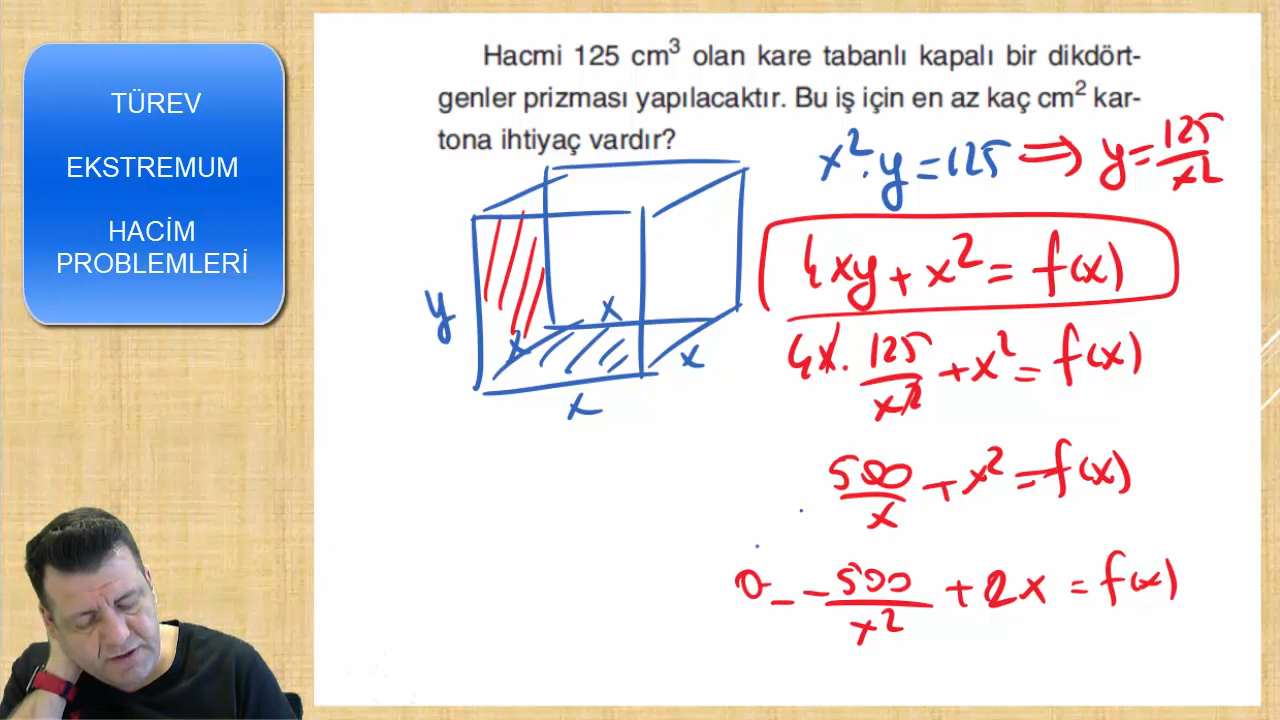 TÜREV
EKSTREMUM
HACİM
PROBLEMLERİ
Hacmi 125 cm³ olan kare tabanlı kapalı bir dikdört-
genler prizması yapılacaktır. Bu iş için en az kaç cm² kar-
tona ihtiyaç vardır?
x².y=125 ⇒ y=125/x²
4xy+x²=f(x)
4x.125/x²+x²=f(x)
500/x+x²=f(x)
0=-500/x²+2x=f(x)
y
x
x
x
x